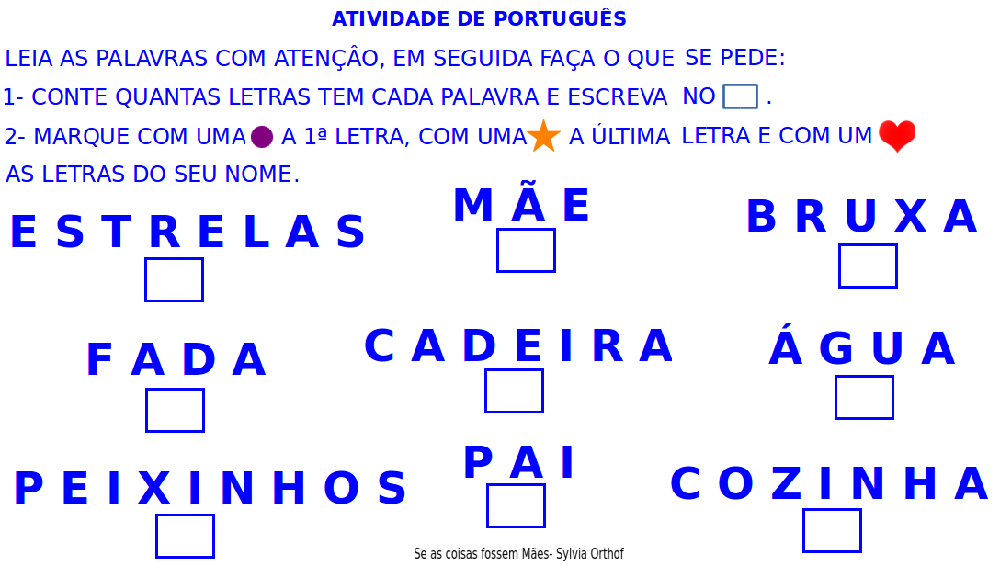 ATIVIDADE DE PORTUGUÊS
LEIA AS PALAVRAS COM ATENÇÂO, EM SEGUIDA FAÇA O QUE SE PEDE:
1- CONTE QUANTAS LETRAS TEM CADA PALAVRA E ESCREVA NO .
2- MARQUE COM UMA A 1ª LETRA, COM UMA A ÚLTIMA LETRA E COM UM
AS LETRAS DO SEU NOME.
E S T R E L A S
M Ã E
B R U X A
F A D A
C A D E I R A
Á G U A
P E I X I N H O S
P A I
C O Z I N H A
Se as coisas fossem Mães- Sylvia Orthof